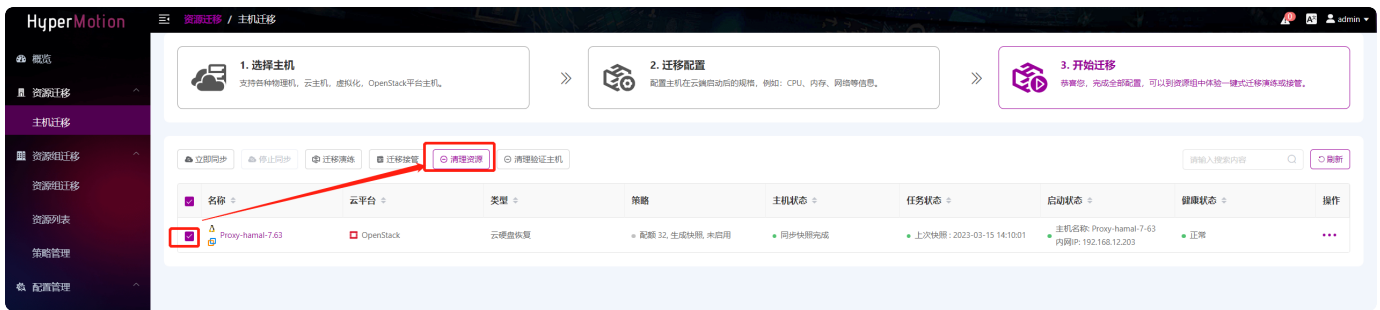 HyperMotion
资源迁移 / 主机迁移
admin
概览
资源迁移
主机迁移
资源组迁移
资源组迁移
资源列表
策略管理
配置管理
1. 选择主机
支持各种物理机，云主机，虚拟化，OpenStack平台主机。
2. 迁移配置
配置主机在云端启动后的规格，例如：CPU、内存、网络等信息。
3. 开始迁移
恭喜您，完成全部配置，可以到资源组中体验一键式迁移演练或接管。
立即同步 停止同步 迁移演练 迁移接管 清理资源 清理验证主机
请输入搜索内容 刷新
名称 云平台 类型 策略 主机状态 任务状态 启动状态 健康状态 操作
Proxy-hamal-7.63 OpenStack 云硬盘恢复 配额 32, 生成快照, 未启用 同步快照完成 上次快照 : 2023-03-15 14:10:01 主机名称: Proxy-hamal-7-63 正常
内网IP: 192.168.12.203